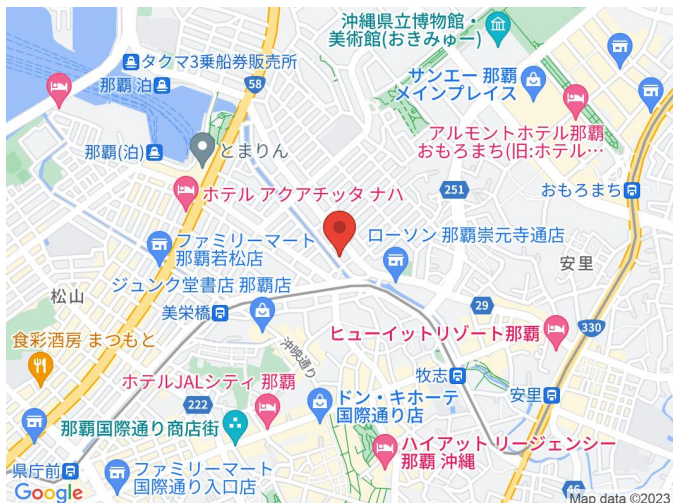 沖縄県立博物館・
美術館(おきみゅー)
タクマ3乗船券販売所
58
那覇 泊
サンエー 那覇
メインプレイス
アルモントホテル那覇
おもろまち(旧:ホテル…
那覇(泊)
とまりん
251
おもろまち
ホテル アクアチッタ ナハ
ファミリーマート
那覇若松店
ローソン 那覇崇元寺通店
安里
ジュンク堂書店 那覇店
松山
美栄橋
29
330
食彩酒房 まつもと
沖映通り
ヒューイットリゾート那覇
牧志
ホテルJALシティ 那覇
ドン・キホーテ
国際通り店
安里
222
那覇国際通り商店街
ハイアット リージェンシー
那覇 沖縄
県庁前
ファミリーマート
国際通り入口店
46
Google
Map data ©2023